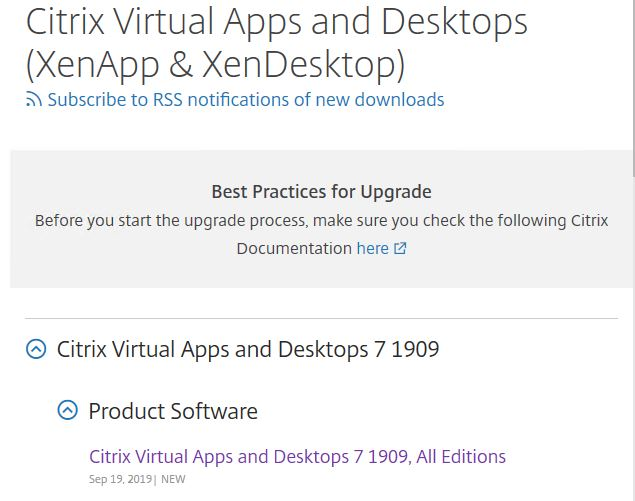 Citrix Virtual Apps and Desktops
(XenApp & XenDesktop)
Subscribe to RSS notifications of new downloads
Best Practices for Upgrade
Before you start the upgrade process, make sure you check the following Citrix
Documentation here
Citrix Virtual Apps and Desktops 7 1909
Product Software
Citrix Virtual Apps and Desktops 7 1909, All Editions
Sep 19, 2019| NEW